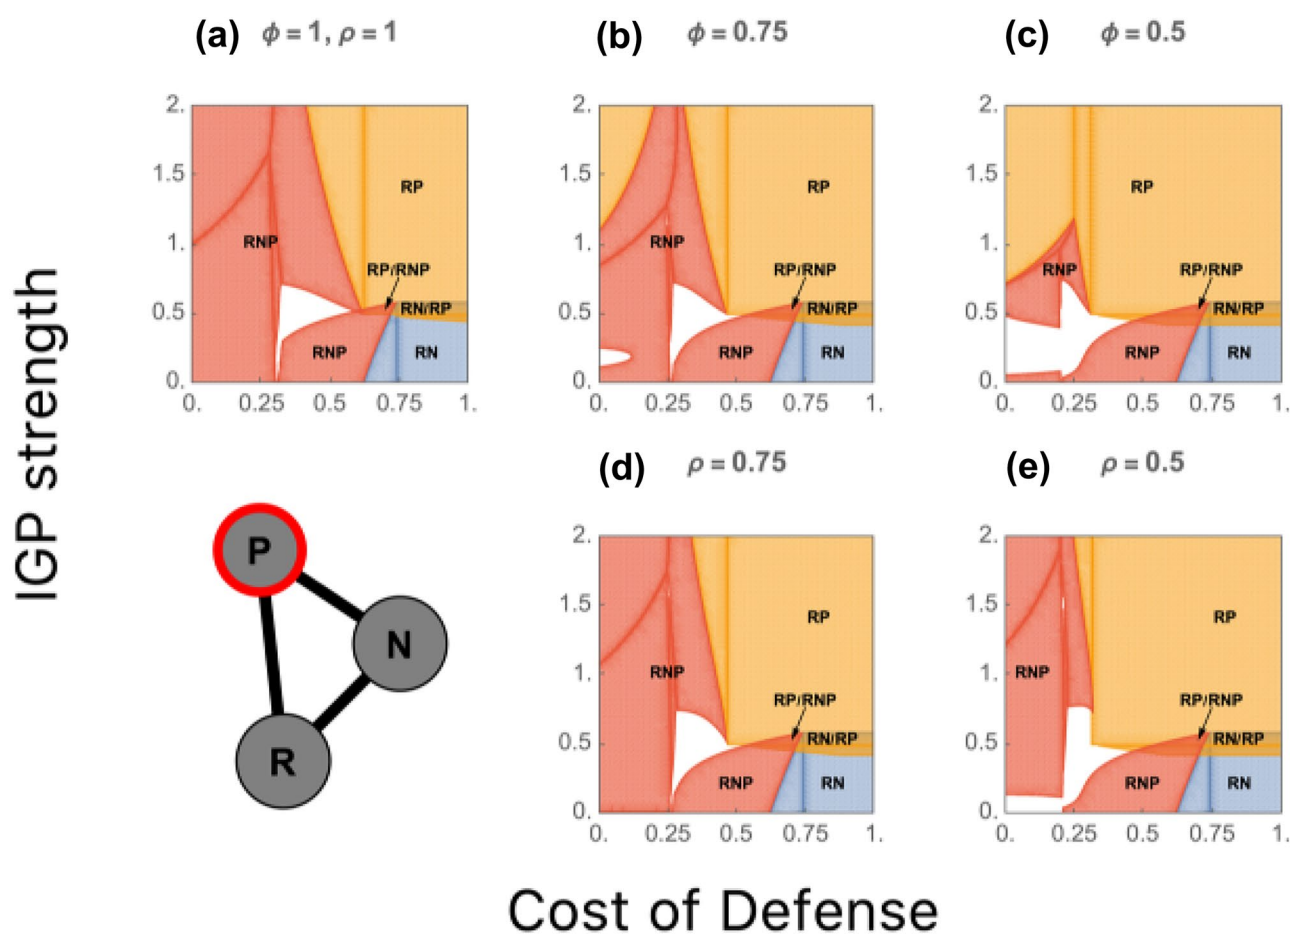 (a) ϕ = 1, ρ = 1
(b) ϕ = 0.75
(c) ϕ = 0.5
2.
1.5
1.
0.5
0.
0. 0.25 0.5 0.75 1.
RP
RNP
RP/RNP
RN/RP
RNP
RN
2.
1.5
1.
0.5
0.
0. 0.25 0.5 0.75 1.
RP
RNP
RP/RNP
RN/RP
RNP
RN
2.
1.5
1.
0.5
0.
0. 0.25 0.5 0.75 1.
RP
RNP
RP/RNP
RN/RP
RNP
RN
IGP strength
P
N
R
(d) ρ = 0.75
(e) ρ = 0.5
2.
1.5
1.
0.5
0.
0. 0.25 0.5 0.75 1.
RP
RNP
RP/RNP
RN/RP
RNP
RN
2.
1.5
1.
0.5
0.
0. 0.25 0.5 0.75 1.
RP
RNP
RP/RNP
RN/RP
RNP
RN
Cost of Defense